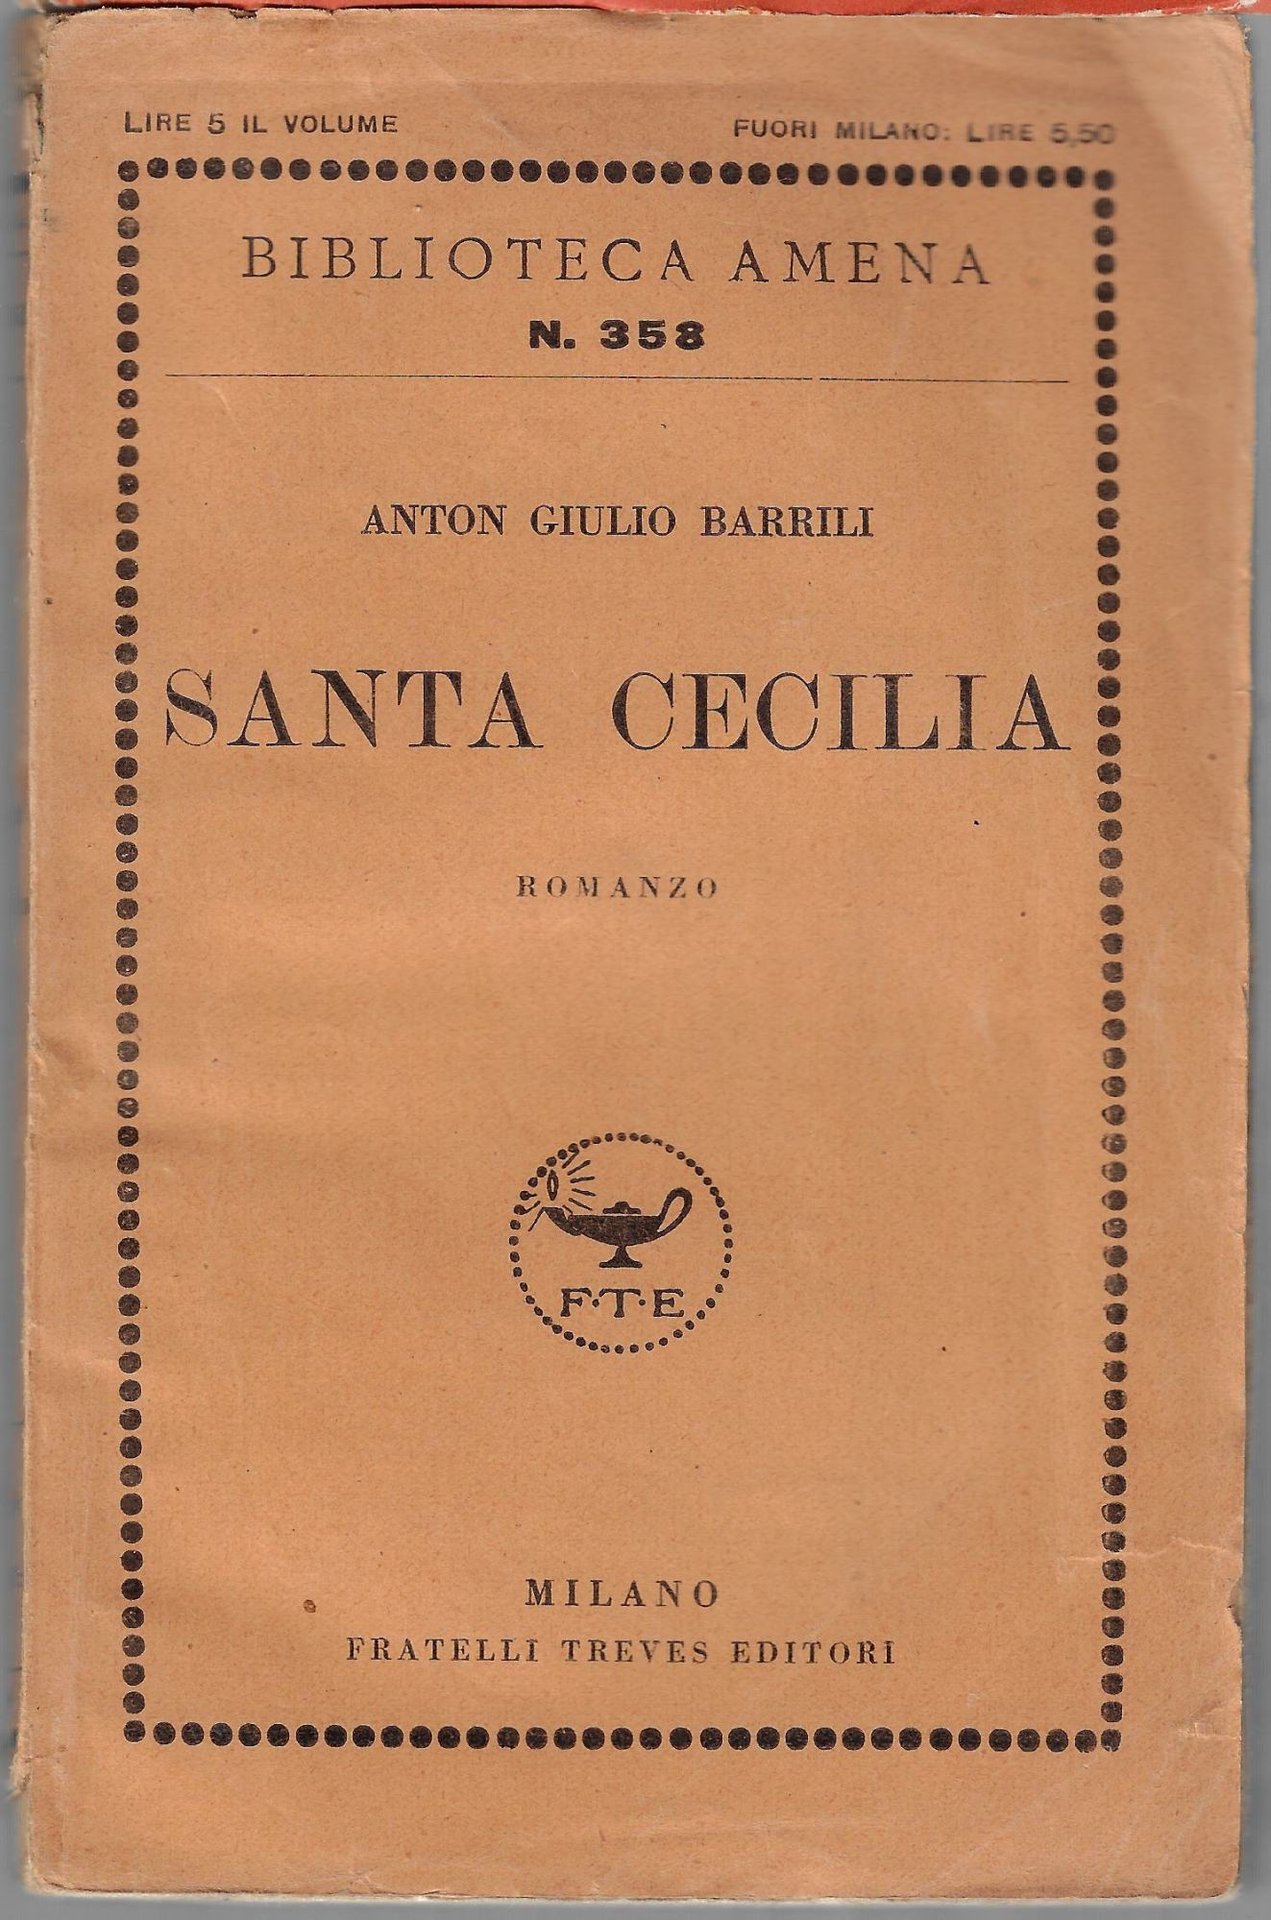 LIRE 5 IL VOLUME FUORI MILANO: LIRE 5,50
BIBLIOTECA AMENA
N. 358
ANTON GIULIO BARRILI
SANTA CECILIA
ROMANZO
F·T·E
MILANO
FRATELLI TREVES EDITORI